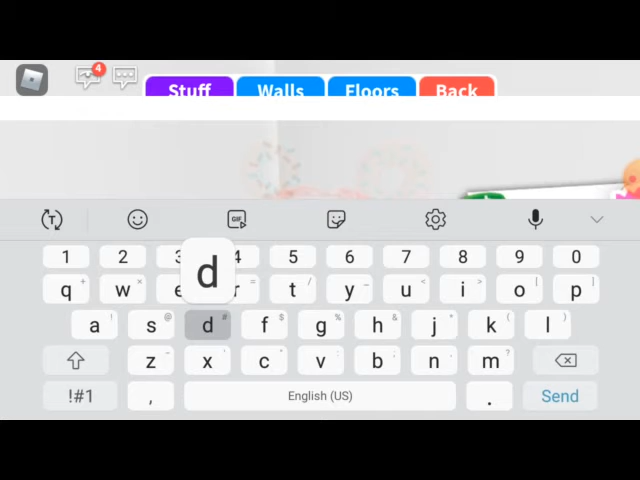 4
Stuff Walls Floors Back
T GIF
1 2 3 4 5 6 7 8 9 0
d
q + w × e r = t / y _ u < i > o [ p ]
a ! s @ d # f $ g % h & j * k ( l )
z - x ' c " v : b ; n , m ?
!#1 , English (US) . Send